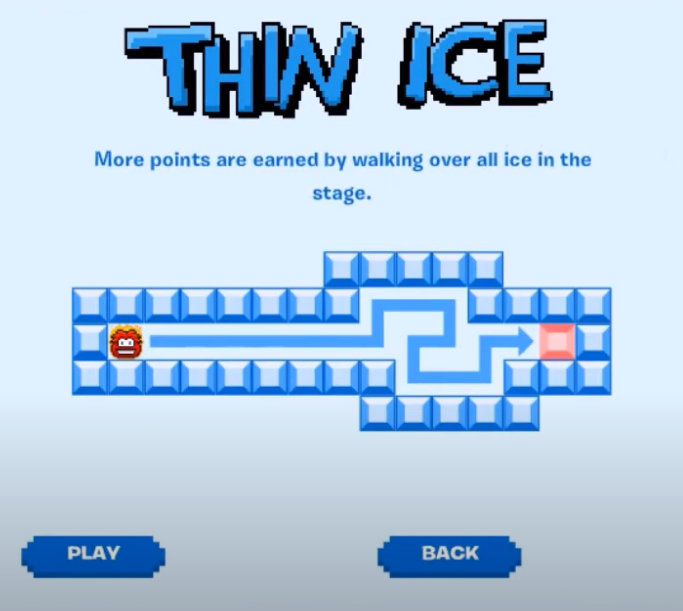 THIN ICE
More points are earned by walking over all ice in the
stage.
PLAY
BACK